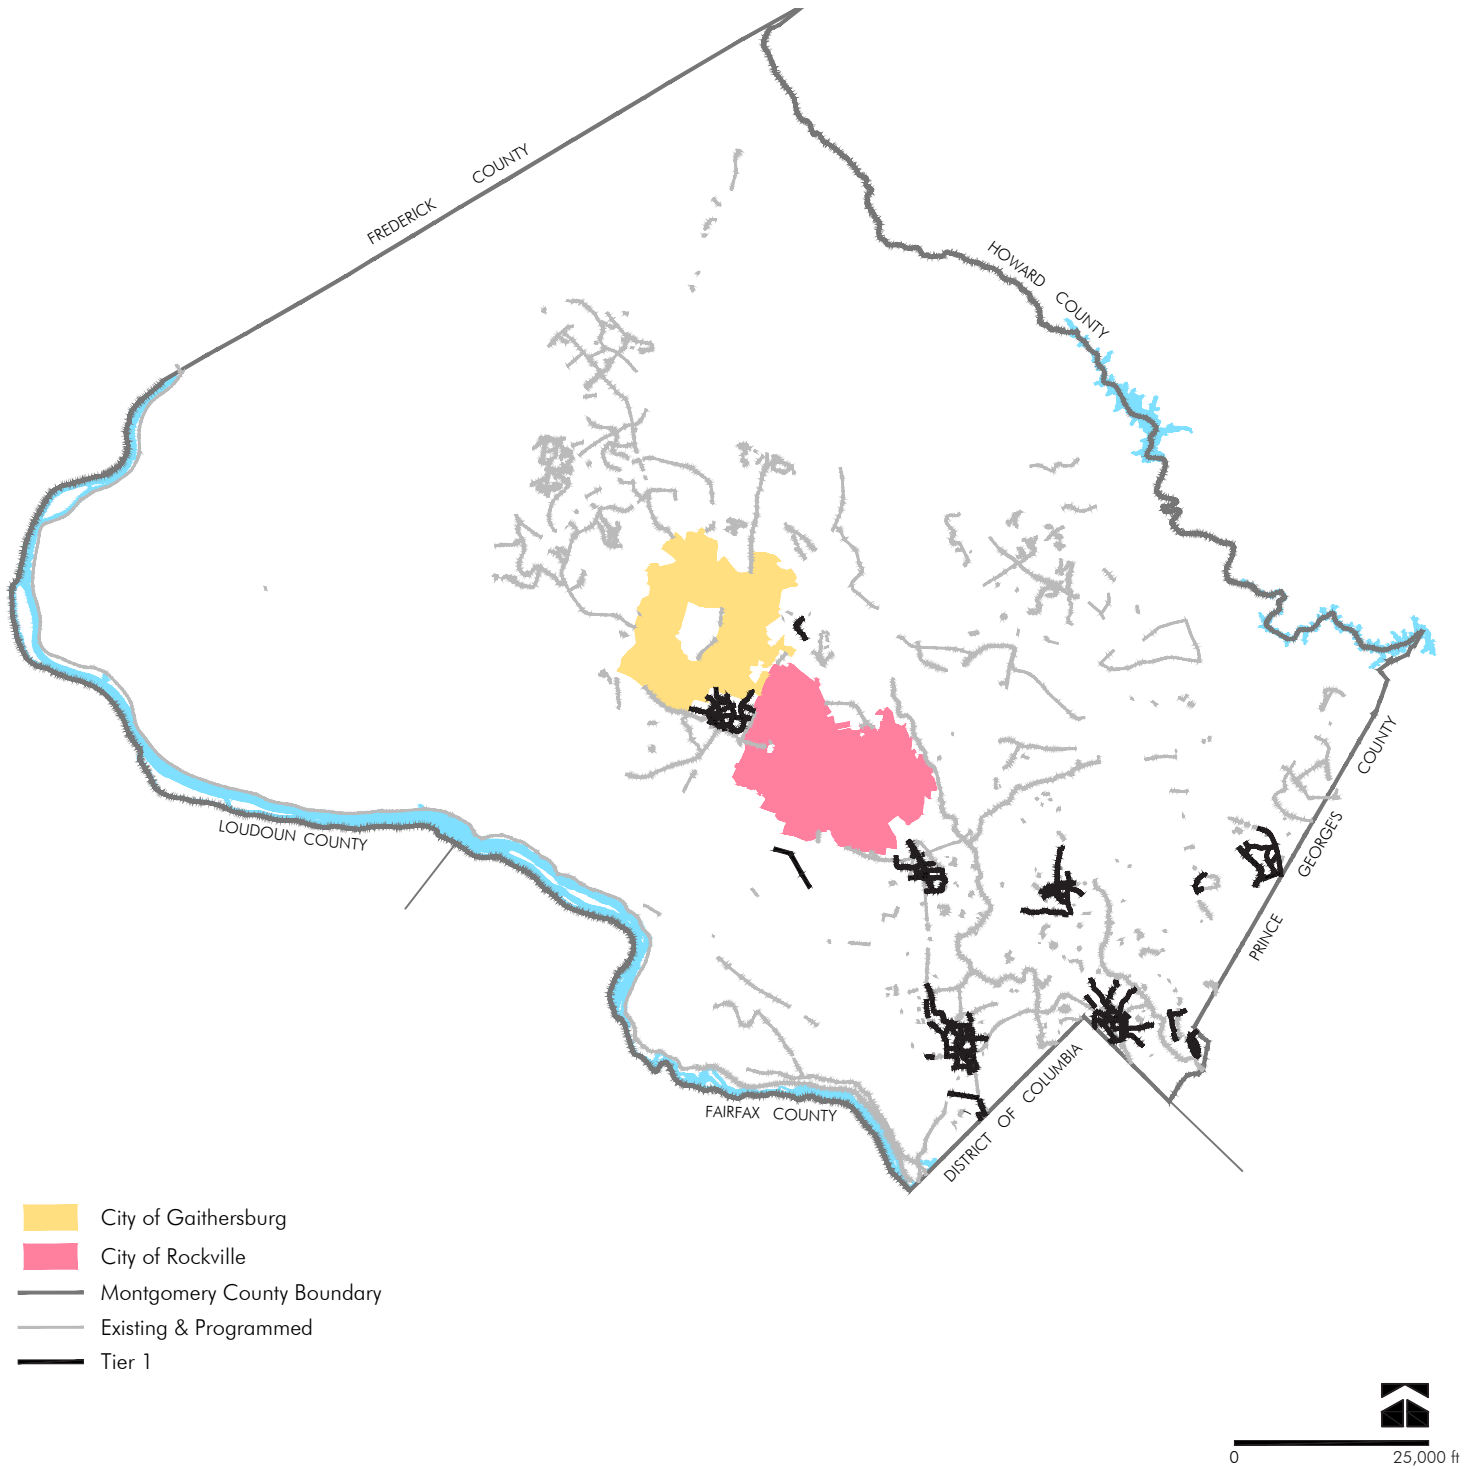 FREDERICK COUNTY
HOWARD COUNTY
LOUDOUN COUNTY
PRINCE GEORGE'S COUNTY
FAIRFAX COUNTY
DISTRICT OF COLUMBIA
City of Gaithersburg
City of Rockville
Montgomery County Boundary
Existing & Programmed
Tier 1
0 25,000 ft